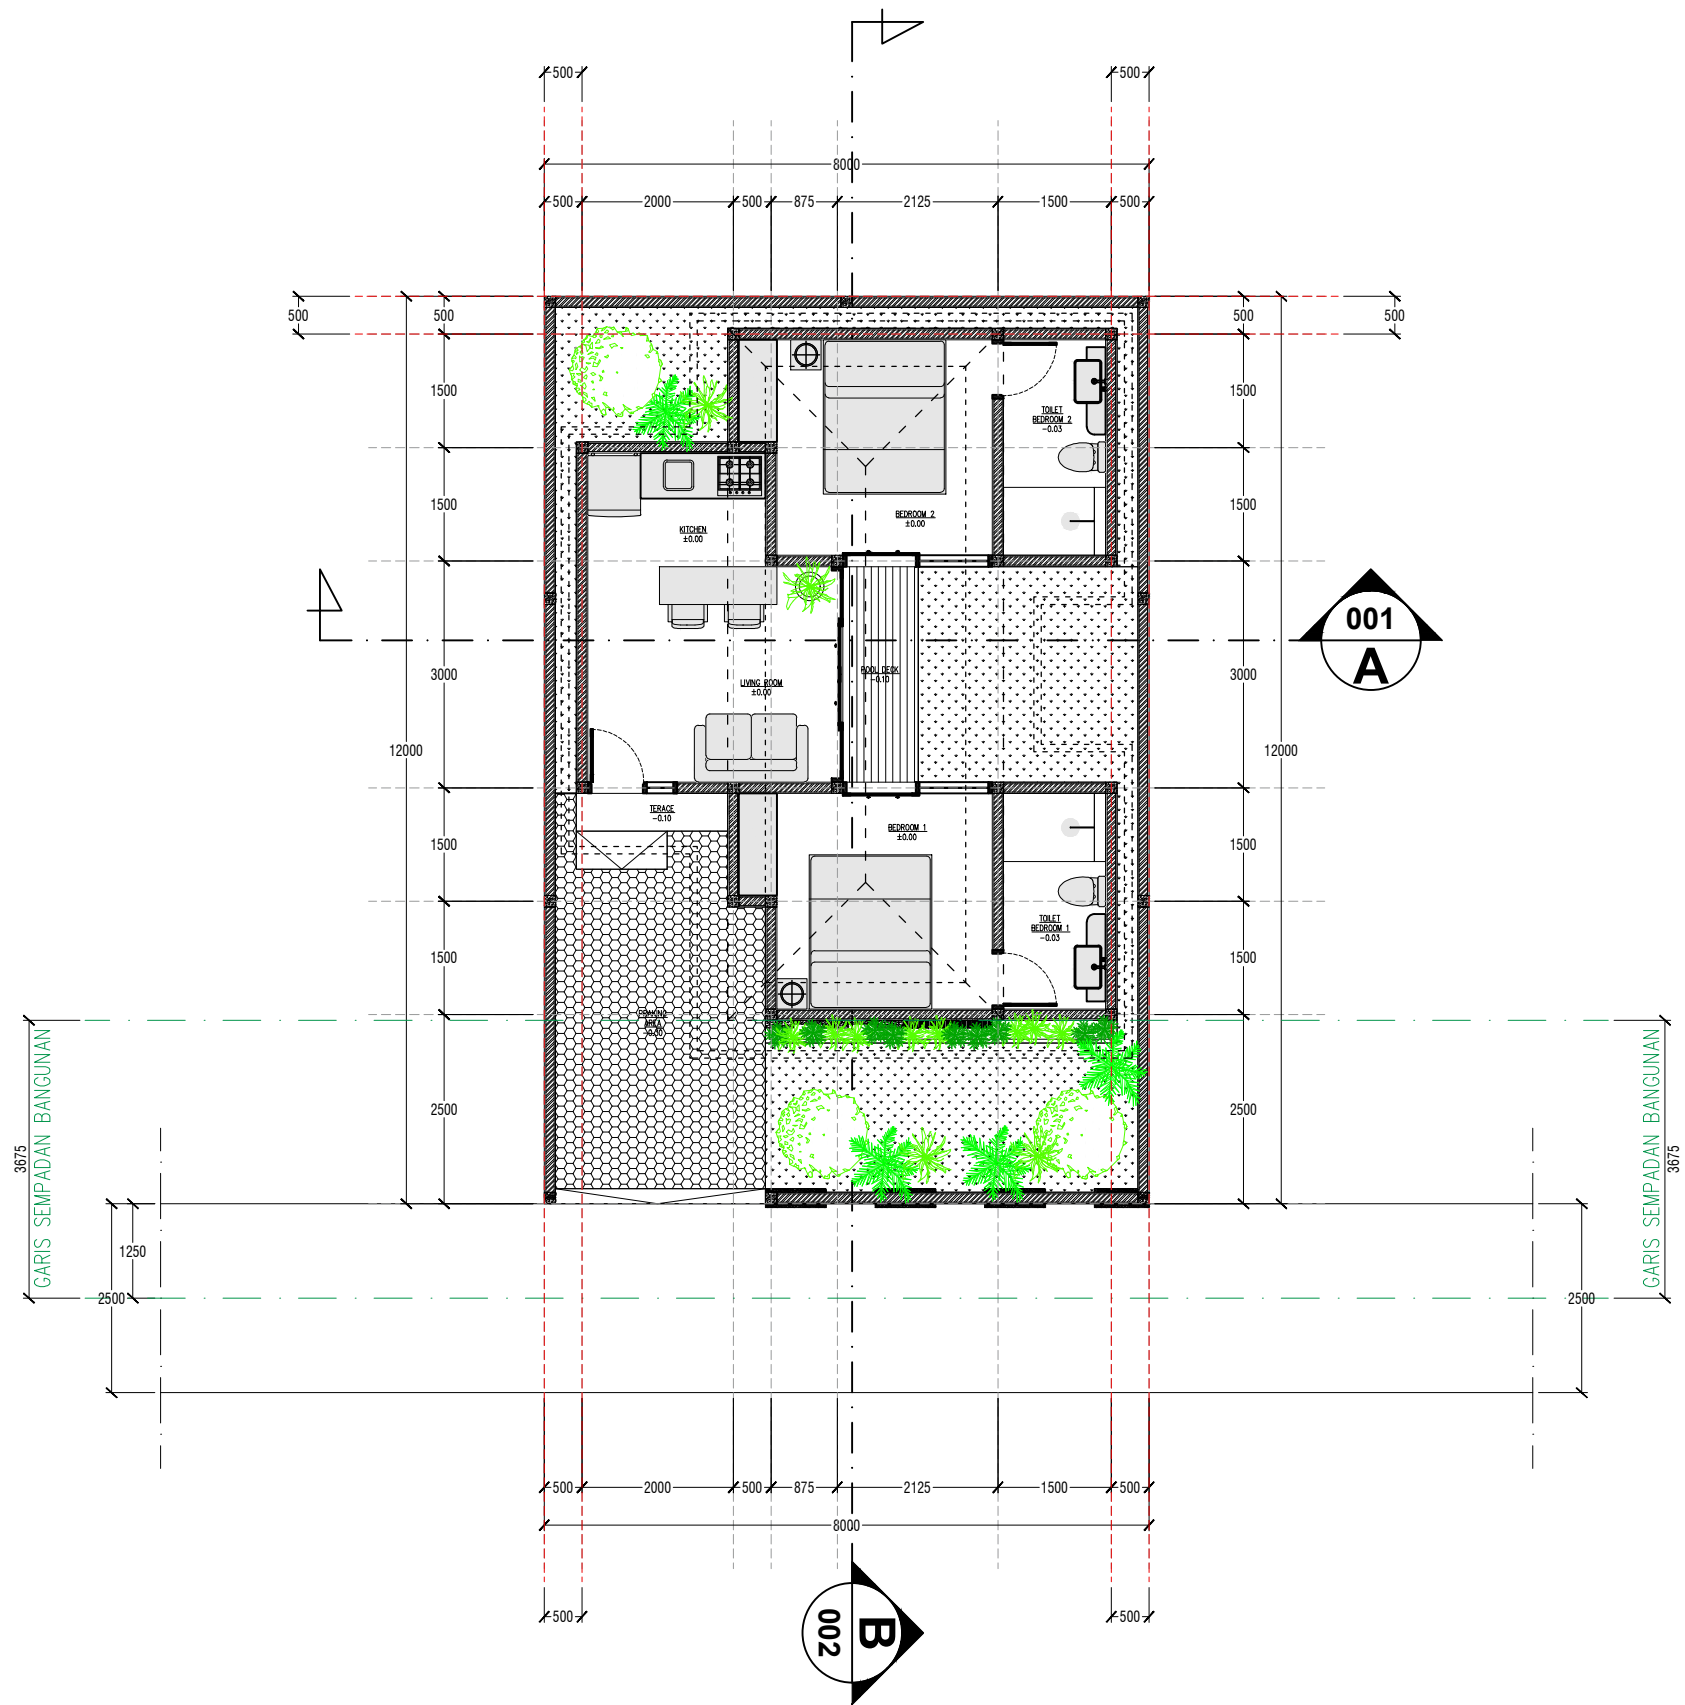 500 500
8000
500 2000 500 875 2125 1500 500
500 500 500 500
1500 1500
TOILET
BEDROOM 2
-0.03
1500 1500
BEDROOM 2
±0.00
KITCHEN
±0.00
001
A
3000 3000
POOL DECK
-0.10
LIVING ROOM
±0.00
12000 12000
TERACE
-0.10
BEDROOM 1
±0.00
1500 1500
TOILET
BEDROOM 1
-0.03
1500 1500
AREA
2500 2500
GARIS SEMPADAN BANGUNAN
GARIS SEMPADAN BANGUNAN
3675 3675
1250
2500 2500
500 2000 500 875 2125 1500 500
8000
500 500
B
002